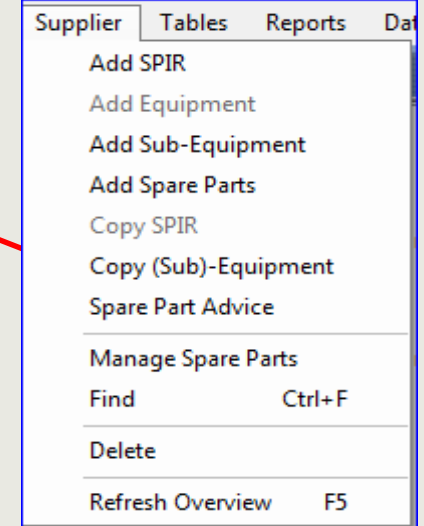 Supplier Tables Reports Dat
Add SPIR
Add Equipment
Add Sub-Equipment
Add Spare Parts
Copy SPIR
Copy (Sub)-Equipment
Spare Part Advice
Manage Spare Parts
Find Ctrl+F
Delete
Refresh Overview F5